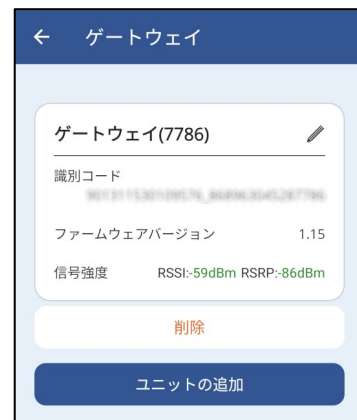 ← ゲートウェイ
ゲートウェイ(7786)
識別コード
ファームウェアバージョン 1.15
信号強度 RSSI:-59dBm RSRP:-86dBm
削除
ユニットの追加